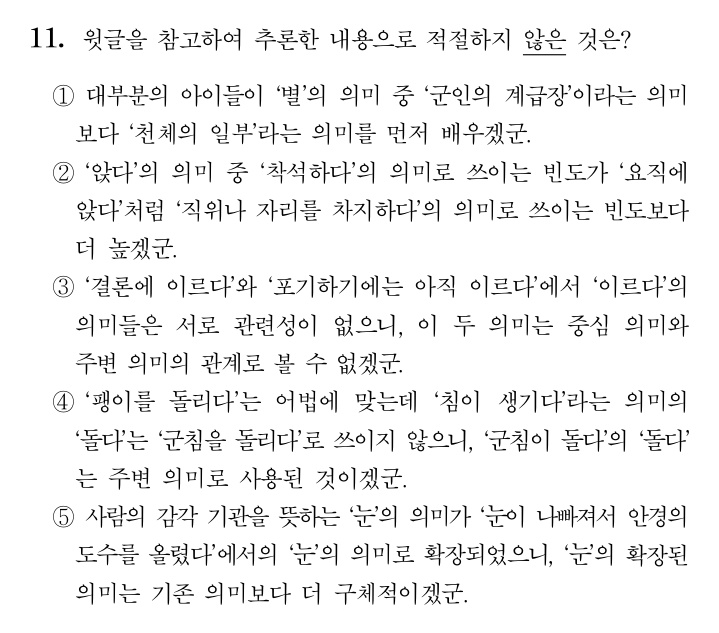 11. 윗글을 참고하여 추론한 내용으로 적절하지 않은 것은?
① 대부분의 아이들이 ‘별’의 의미 중 ‘군인의 계급장’이라는 의미
보다 ‘천체의 일부’라는 의미를 먼저 배우겠군.
② ‘앉다’의 의미 중 ‘착석하다’의 의미로 쓰이는 빈도가 ‘요직에
앉다’처럼 ‘직위나 자리를 차지하다’의 의미로 쓰이는 빈도보다
더 높겠군.
③ ‘결론에 이르다’와 ‘포기하기에는 아직 이르다’에서 ‘이르다’의
의미들은 서로 관련성이 없으니, 이 두 의미는 중심 의미와
주변 의미의 관계로 볼 수 없겠군.
④ ‘팽이를 돌리다’는 어법에 맞는데 ‘침이 생기다’라는 의미의
‘돌다’는 ‘군침을 돌리다’로 쓰이지 않으니, ‘군침이 돌다’의 ‘돌다’
는 주변 의미로 사용된 것이겠군.
⑤ 사람의 감각 기관을 뜻하는 ‘눈’의 의미가 ‘눈이 나빠져서 안경의
도수를 올렸다’에서의 ‘눈’의 의미로 확장되었으니, ‘눈’의 확장된
의미는 기존 의미보다 더 구체적이겠군.